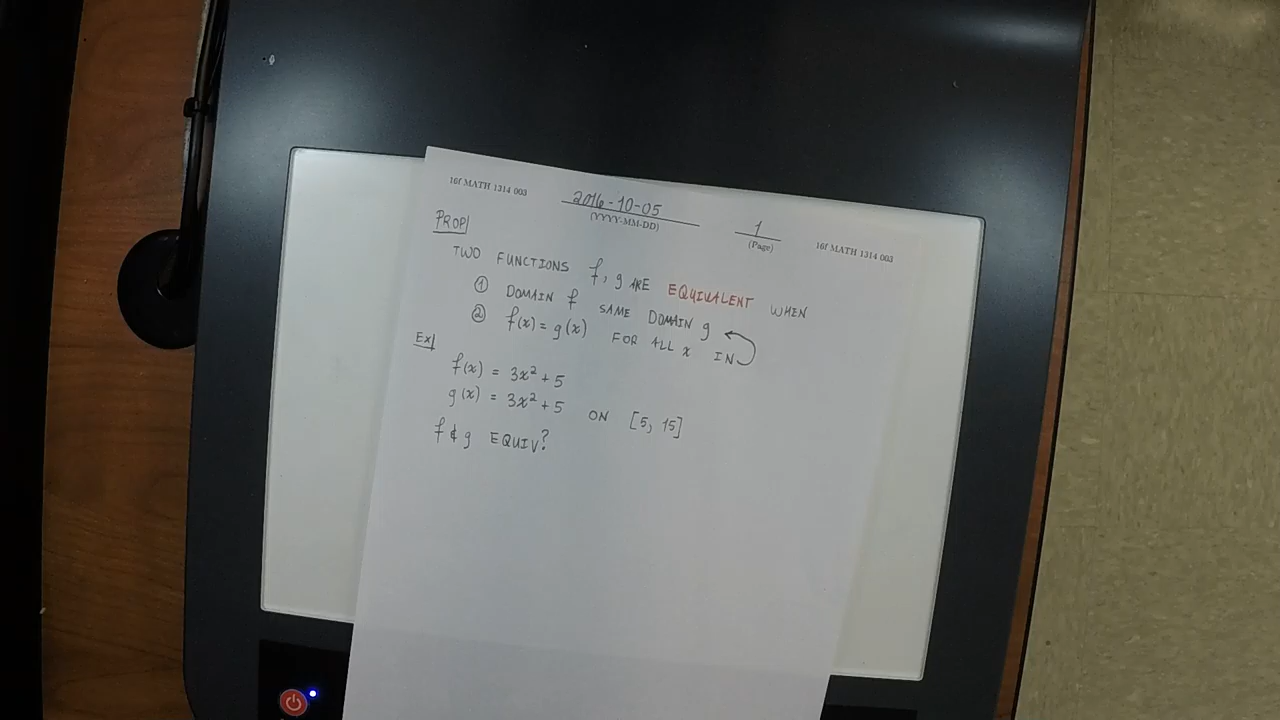 16f MATH 1314 003
2016-10-05
(YYYY-MM-DD)
1
(Page)
16f MATH 1314 003
PROP
TWO FUNCTIONS f, g ARE EQUIVALENT WHEN
① DOMAIN f SAME DOMAIN g
② f(x) = g(x) FOR ALL x IN
EX
f(x) = 3x² + 5
g(x) = 3x² + 5 ON [5, 15]
f & g EQUIV?